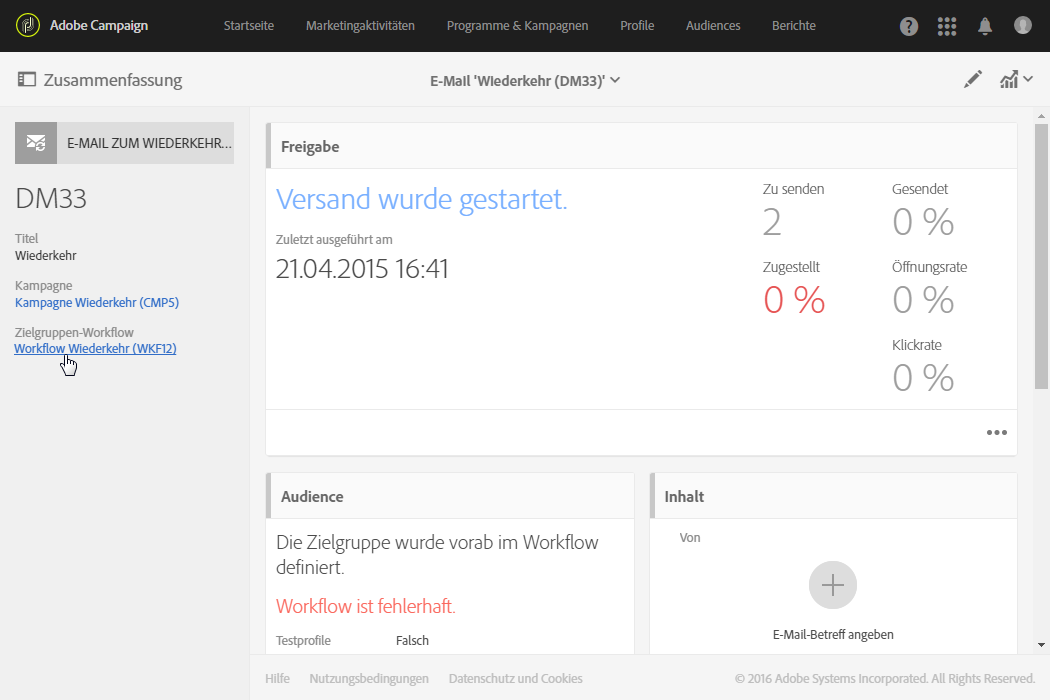 Adobe Campaign
Startseite
Marketingaktivitäten
Programme & Kampagnen
Profile
Audiences
Berichte
?
Zusammenfassung
E-Mail 'Wiederkehr (DM33)'
E-MAIL ZUM WIEDERKEHR...
DM33
Titel
Wiederkehr
Kampagne
Kampagne Wiederkehr (CMP5)
Zielgruppen-Workflow
Workflow Wiederkehr (WKF12)
Freigabe
Versand wurde gestartet.
Zuletzt ausgeführt am
21.04.2015 16:41
Zu senden
2
Gesendet
0 %
Zugestellt
0 %
Öffnungsrate
0 %
Klickrate
0 %
Audience
Die Zielgruppe wurde vorab im Workflow
definiert.
Workflow ist fehlerhaft.
Testprofile
Falsch
Inhalt
Von
E-Mail-Betreff angeben
Hilfe
Nutzungsbedingungen
Datenschutz und Cookies
© 2016 Adobe Systems Incorporated. All Rights Reserved.